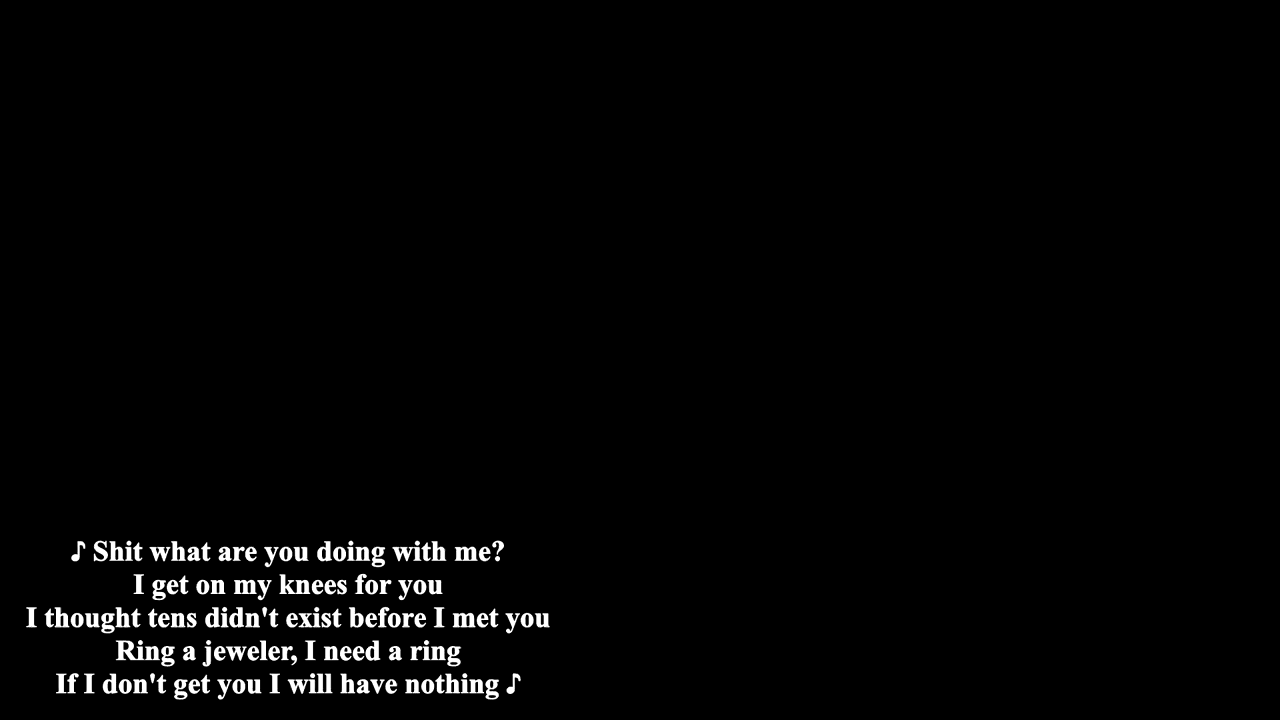 ♪ Shit what are you doing with me?
I get on my knees for you
I thought tens didn't exist before I met you
Ring a jeweler, I need a ring
If I don't get you I will have nothing ♪